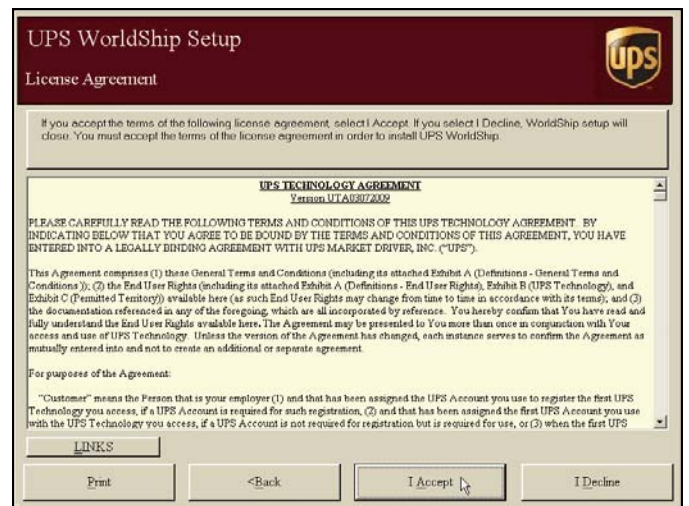 UPS WorldShip Setup
License Agreement
ups
If you accept the terms of the following license agreement, select I Accept. If you select I Decline, WorldShip setup will
close. You must accept the terms of the license agreement in order to install UPS WorldShip.
UPS TECHNOLOGY AGREEMENT
Version UTA03072009
PLEASE CAREFULLY READ THE FOLLOWING TERMS AND CONDITIONS OF THIS UPS TECHNOLOGY AGREEMENT. BY
INDICATING BELOW THAT YOU AGREE TO BE BOUND BY THE TERMS AND CONDITIONS OF THIS AGREEMENT, YOU HAVE
ENTERED INTO A LEGALLY BINDING AGREEMENT WITH UPS MARKET DRIVER, INC. ("UPS").
This Agreement comprises (1) these General Terms and Conditions (including its attached Exhibit A (Definitions - General Terms and
Conditions)); (2) the End User Rights (including its attached Exhibit A (Definitions - End User Rights), Exhibit B (UPS Technology), and
Exhibit C (Permitted Territory)) available here (as such End User Rights may change from time to time in accordance with its terms); and (3)
the documentation referenced in any of the foregoing, which are all incorporated by reference. You hereby confirm that You have read and
fully understand the End User Rights available here. The Agreement may be presented to You more than once in conjunction with Your
access and use of UPS Technology. Unless the version of the Agreement has changed, each instance serves to confirm the Agreement as
mutually entered into and not to create an additional or separate agreement.
For purposes of the Agreement:
"Customer" means the Person that is your employer (1) and that has been assigned the UPS Account you use to register the first UPS
Technology you access, if a UPS Account is required for such registration, (2) and that has been assigned the first UPS Account you use
with the UPS Technology you access, if a UPS Account is not required for registration but is required for use, or (3) when the first UPS
LINKS
Print
<Back
I Accept
I Decline